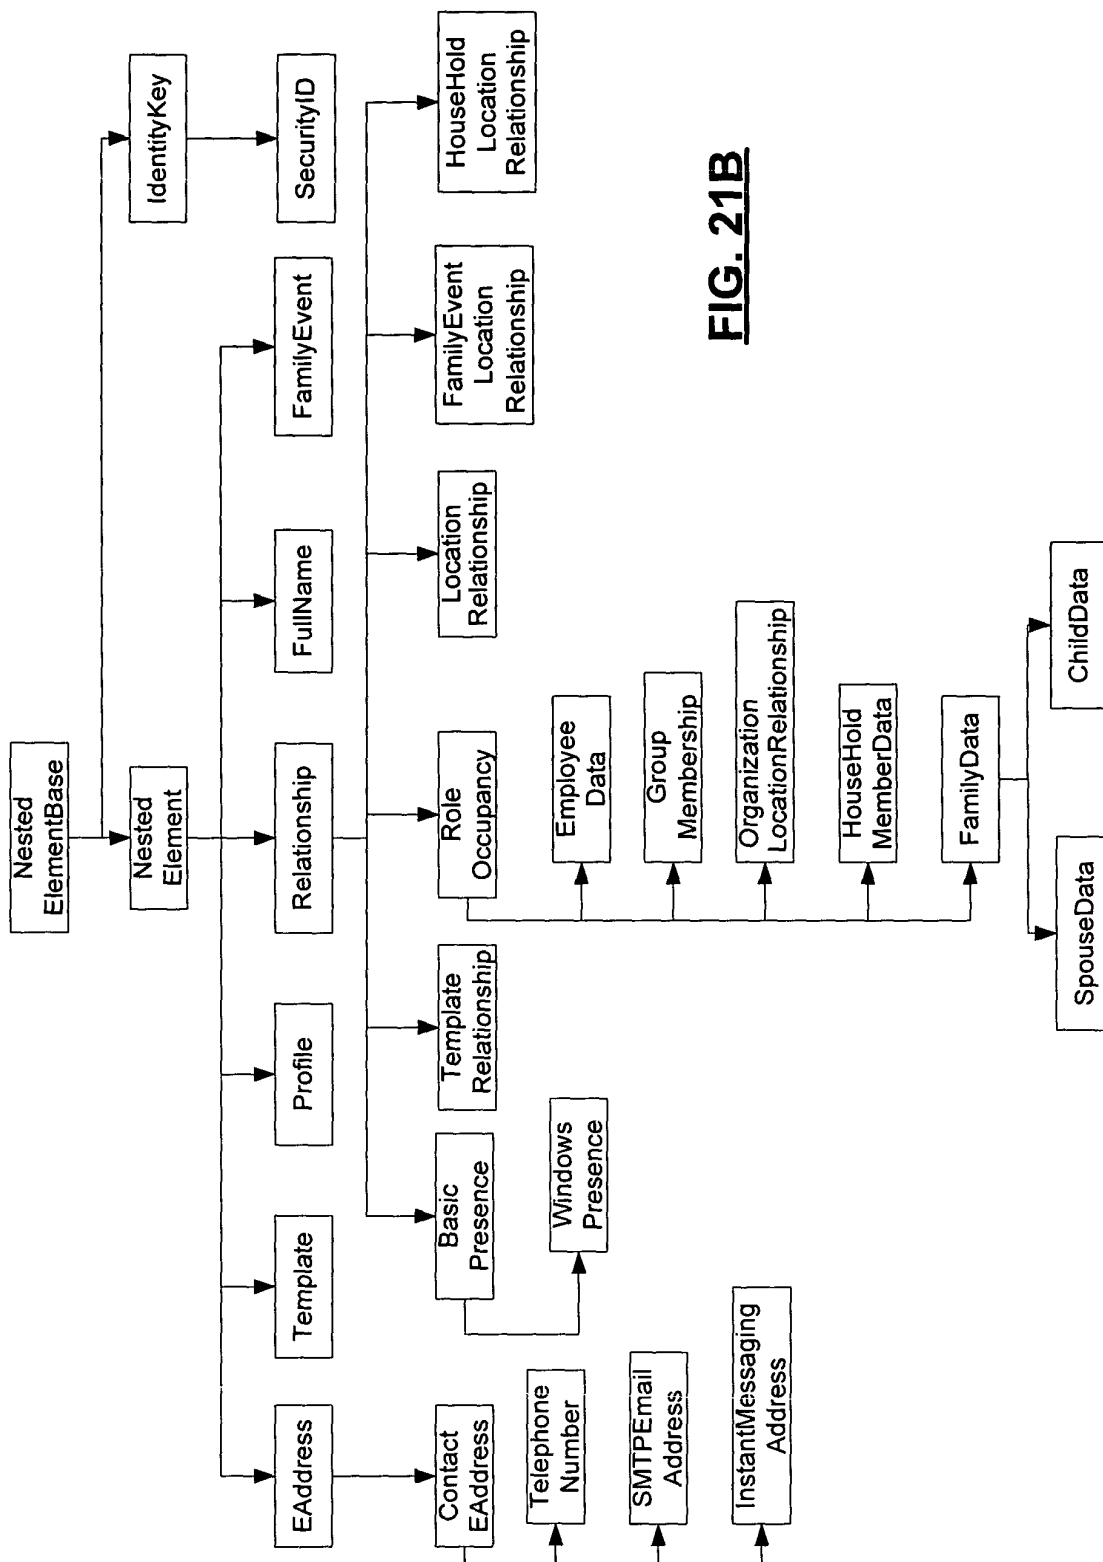 Nested
ElementBase
Nested
Element
IdentityKey
EAddress
Template
Profile
Relationship
FullName
FamilyEvent
SecurityID
Contact
EAddress
Basic
Presence
Template
Relationship
Role
Occupancy
Location
Relationship
FamilyEvent
Location
Relationship
HouseHold
Location
Relationship
Telephone
Number
SMTPEmail
Address
InstantMessaging
Address
Windows
Presence
Employee
Data
Group
Membership
Organization
LocationRelationship
HouseHold
MemberData
FamilyData
SpouseData
ChildData
FIG. 21B